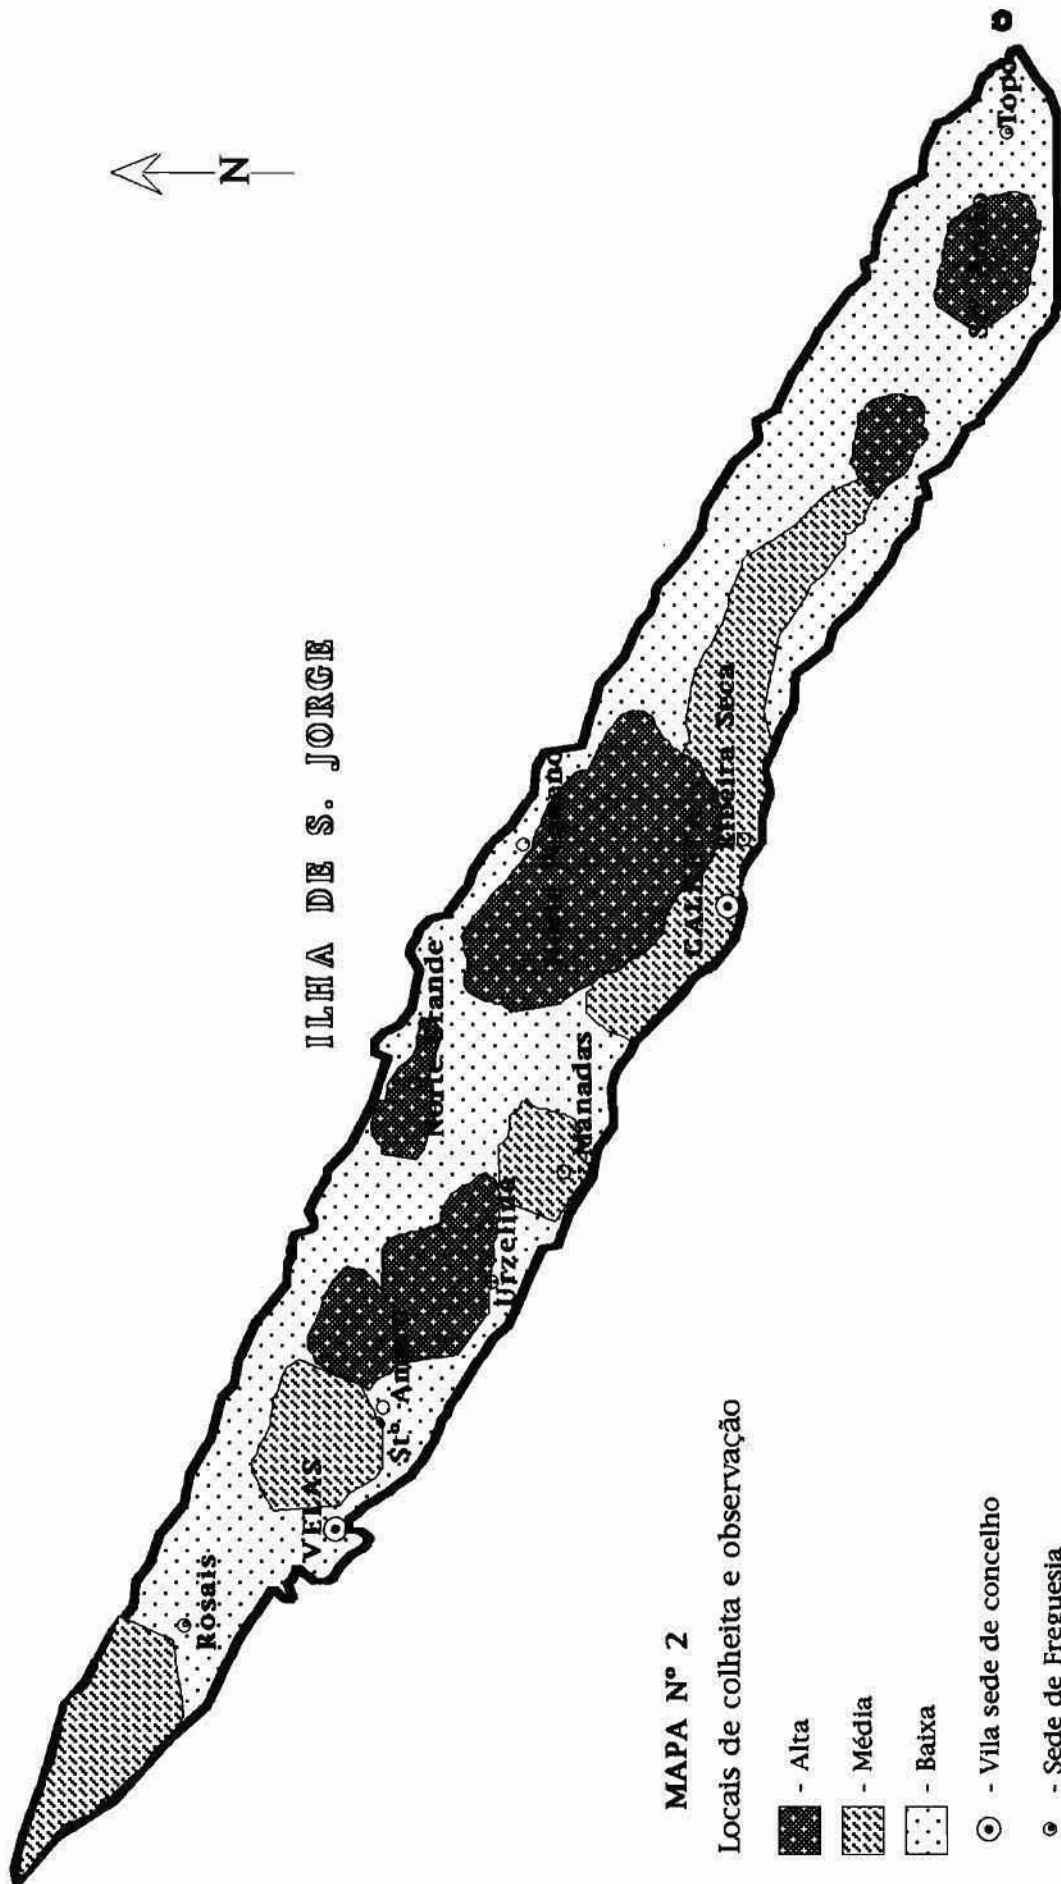 ILHA DE S. JORGE
N
Rosais
VELAS
Stº
Urzelina
Manadas
Norte Grande
CALHETA
Ribeira Seca
Topo
MAPA Nº 2
Locais de colheita e observação
- Alta
- Média
- Baixa
- Vila sede de concelho
- Sede de Freguesia